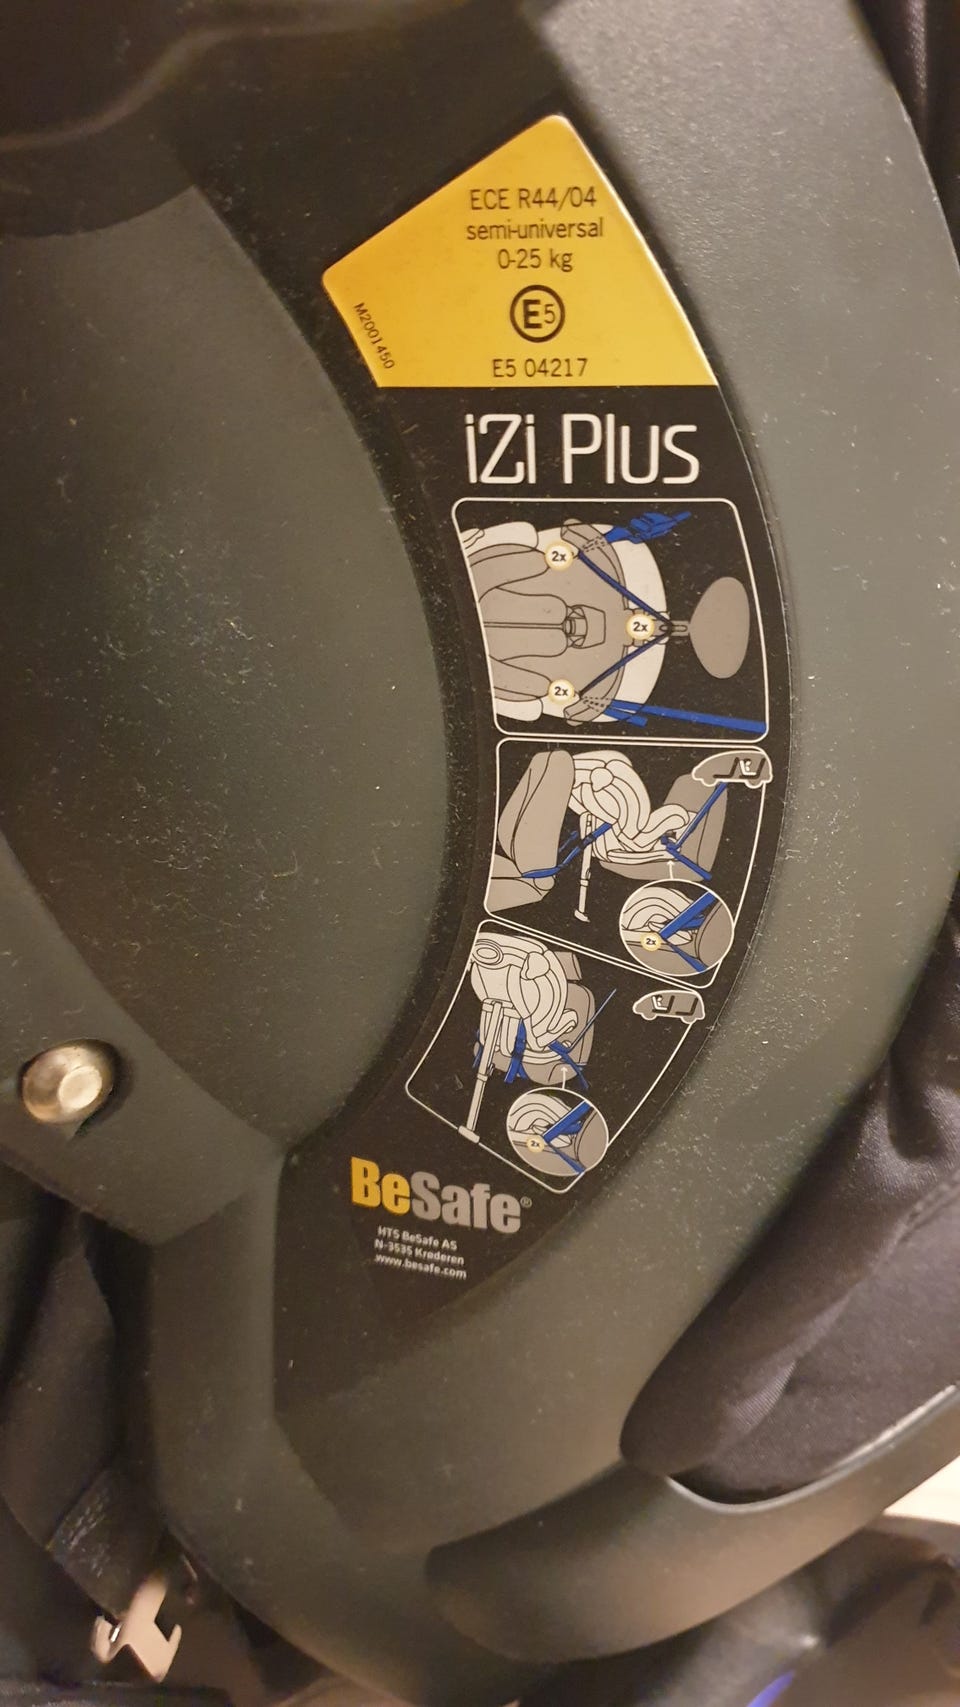 ECE R44/04
semi-universal
0-25 kg
E5
E5 04217
M2001450
iZi Plus
2x
2x
2x
2x
2x
BeSafe®
HTS BeSafe AS
N-3535 Krøderen
www.besafe.com